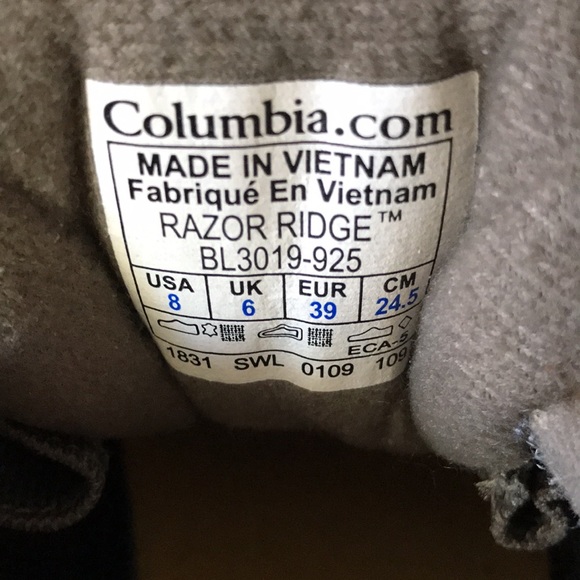 Columbia.com
MADE IN VIETNAM
Fabriqué En Vietnam
RAZOR RIDGE™
BL3019-925
USA UK EUR CM
8 6 39 24.5
1831 SWL 0109